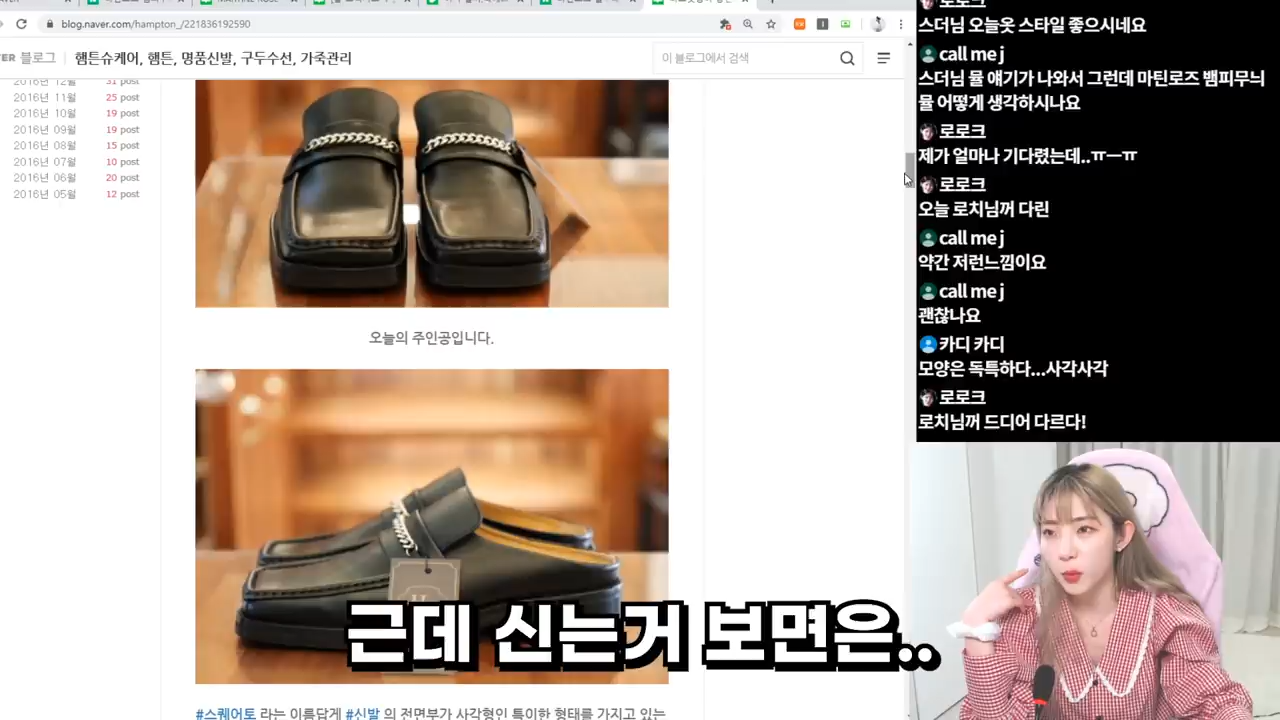 blog.naver.com/hampton_/221836192590
블로그
햄튼슈케어, 햄튼, 명품신발, 구두수선, 가죽관리
이 블로그에서 검색
2016년 12월 31 post
2016년 11월 25 post
2016년 10월 19 post
2016년 09월 19 post
2016년 08월 15 post
2016년 07월 10 post
2016년 06월 20 post
2016년 05월 12 post
오늘의 주인공입니다.
#스퀘어토 라는 이름답게 #신발 의 전면부가 사각형인 특이한 형태를 가지고 있는
근데 신는거 보면은..
로로크
스더님 오늘옷 스타일 좋으시네요
call me j
스더님 뮬 얘기가 나와서 그런데 마틴로즈 뱀피무늬
뮬 어떻게 생각하시나요
로로크
제가 얼마나 기다렸는데..ㅠㅡㅠ
로로크
오늘 로치님꺼 다린
call me j
약간 저런느낌이요
call me j
괜찮나요
카디 카디
모양은 독특하다...사각사각
로로크
로치님꺼 드디어 다르다!